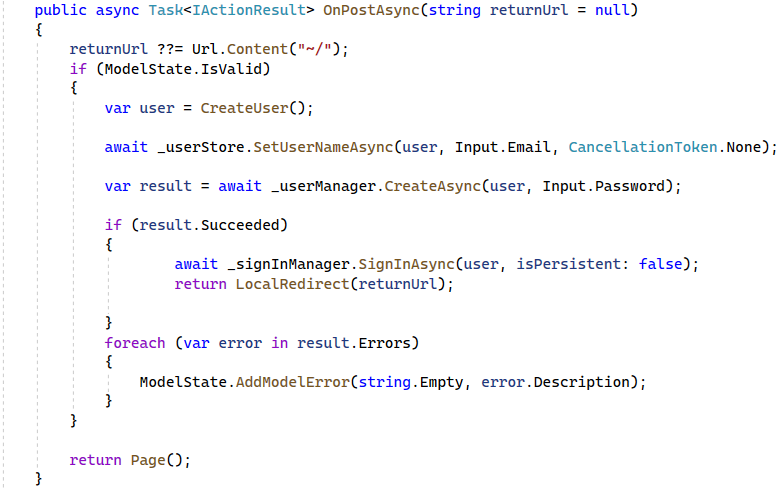 public async Task<IActionResult> OnPostAsync(string returnUrl = null)
{
    returnUrl ??= Url.Content("~/");
    if (ModelState.IsValid)
    {
        var user = CreateUser();

        await _userStore.SetUserNameAsync(user, Input.Email, CancellationToken.None);

        var result = await _userManager.CreateAsync(user, Input.Password);

        if (result.Succeeded)
        {
                await _signInManager.SignInAsync(user, isPersistent: false);
                return LocalRedirect(returnUrl);

        }
        foreach (var error in result.Errors)
        {
            ModelState.AddModelError(string.Empty, error.Description);
        }
    }

    return Page();
}